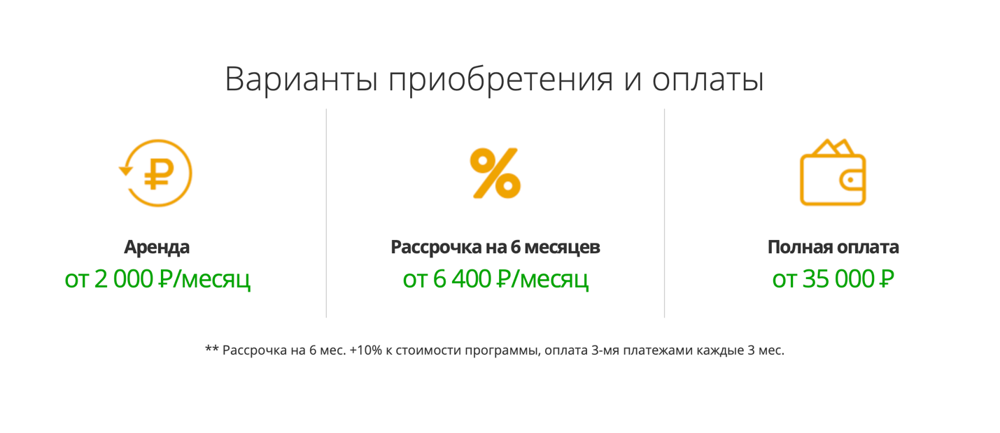 Варианты приобретения и оплаты
Аренда
от 2 000 ₽/месяц
Рассрочка на 6 месяцев
от 6 400 ₽/месяц
Полная оплата
от 35 000 ₽
** Рассрочка на 6 мес. +10% к стоимости программы, оплата 3-мя платежами каждые 3 мес.